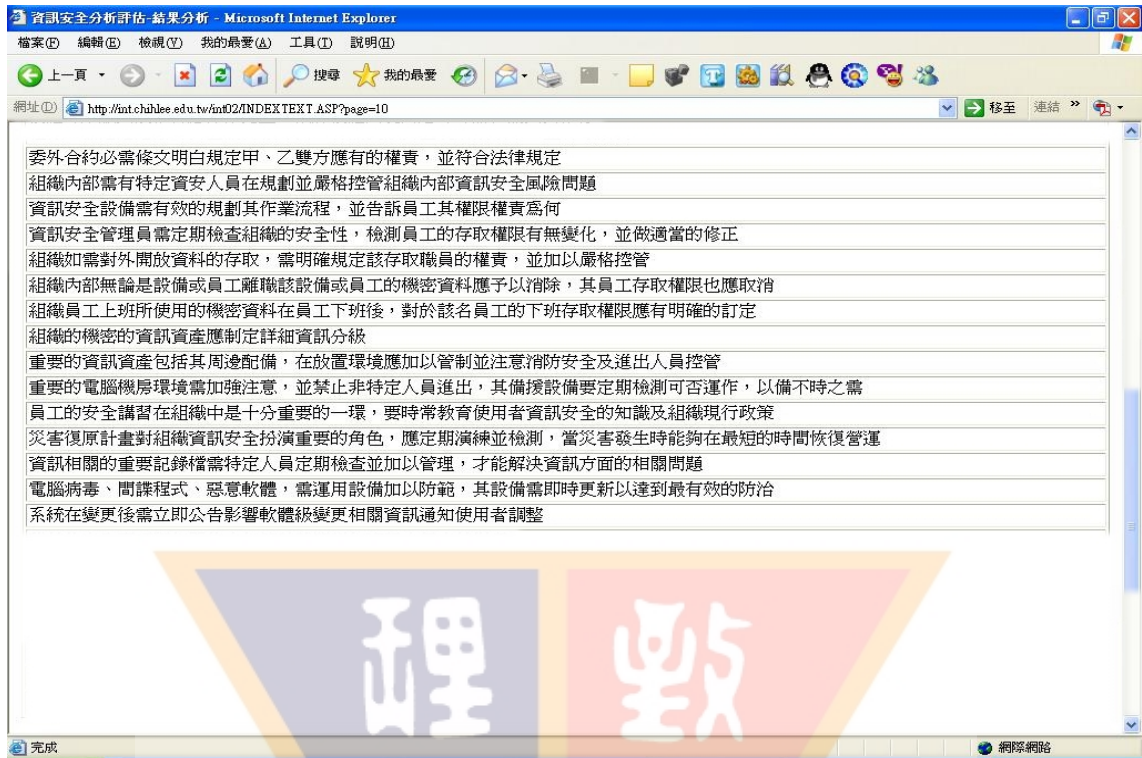 資訊安全分析評估-結果分析 - Microsoft Internet Explorer
檔案(F) 編輯(E) 檢視(V) 我的最愛(A) 工具(T) 說明(H)
上一頁 搜尋 我的最愛
網址(D) http://int.chihlee.edu.tw/int02/INDEXTEXT.ASP?page=10 移至 連結 »
委外合約必需條文明白規定甲、乙雙方應有的權責，並符合法律規定
組織內部需有特定資安人員在規劃並嚴格控管組織內部資訊安全風險問題
資訊安全設備需有效的規劃其作業流程，並告訴員工其權限權責為何
資訊安全管理員需定期檢查組織的安全性，檢測員工的存取權限有無變化，並做適當的修正
組織如需對外開放資料的存取，需明確規定該存取職員的權責，並加以嚴格控管
組織內部無論是設備或員工離職該設備或員工的機密資料應予以消除，其員工存取權限也應取消
組織員工上班所使用的機密資料在員工下班後，對於該名員工的下班存取權限應有明確的訂定
組織的機密的資訊資產應制定詳細資訊分級
重要的資訊資產包括其周邊配備，在放置環境應加以管制並注意消防安全及進出人員控管
重要的電腦機房環境需加強注意，並禁止非特定人員進出，其備援設備要定期檢測可否運作，以備不時之需
員工的安全講習在組織中是十分重要的一環，要時常教育使用者資訊安全的知識及組織現行政策
災害復原計畫對組織資訊安全扮演重要的角色，應定期演練並檢測，當災害發生時能夠在最短的時間恢復營運
資訊相關的重要記錄檔需特定人員定期檢查並加以管理，才能解決資訊方面的相關問題
電腦病毒、間諜程式、惡意軟體，需運用設備加以防範，其設備需即時更新以達到最有效的防治
系統在變更後需立即公告影響軟體級變更相關資訊通知使用者調整
完成 網際網路